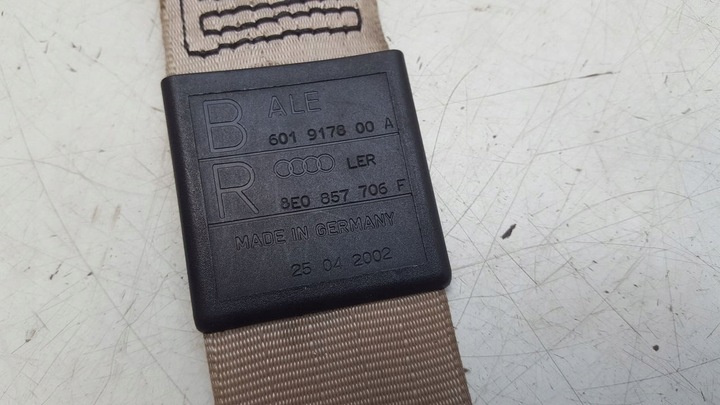 B ALE
601 9178 00 A
R LER
8E0 857 706 F
MADE IN GERMANY
25 04 2002